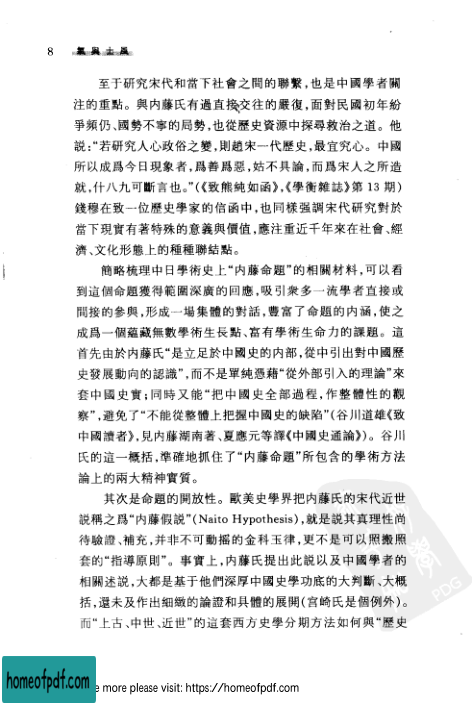 8 氣與士風
至于研究宋代和當下社會之間的聯繫,也是中國學者關
注的重點。與內藤氏有過直接交往的嚴復,面對民國初年紛
爭頻仍、國勢不寧的局勢,也從歷史資源中探尋救治之道。他
說:“若研究人心政俗之變,則趙宋一代歷史,最宜究心。中國
所以成爲今日現象者,爲善爲惡,姑不具論,而爲宋人之所造
就,什八九可斷言也。”(《致熊純如函》,《學衡雜誌》第 13 期)
錢穆在致一位歷史學家的信函中,也同樣强調宋代研究對於
當下現實有著特殊的意義與價值,應注重近千年來在社會、經
濟、文化形態上的種種聯結點。
簡略梳理中日學術史上“内藤命題”的相關材料,可以看
到這個命題獲得範圍深廣的回應,吸引衆多一流學者直接或
間接的參與,形成一場集體的對話,豐富了命題的内涵,使之
成爲一個蘊藏無數學術生長點、富有學術生命力的課題。這
首先由於内藤氏“是立足於中國史的内部,從中引出對中國歷
史發展動向的認識”,而不是單純憑藉“從外部引入的理論”來
套中國史實;同時又能“把中國史全部過程,作整體性的觀
察”,避免了“不能從整體上把握中國史的缺陷”(谷川道雄《致
中國讀者》,見内藤湖南著、夏應元等譯《中國史通論》)。谷川
氏的這一概括,準確地抓住了“内藤命題”所包含的學術方法
論上的兩大精神實質。
其次是命題的開放性。歐美史學界把内藤氏的宋代近世
説稱之爲“内藤假説”(Naito Hypothesis),就是説其真理性尚
待驗證、補充,并非不可動摇的金科玉律,更不是可以照搬照
套的“指導原則”。事實上,内藤氏提出此説以及中國學者的
相關述説,大都是基于他們深厚中國史學功底的大判斷、大概
括,還未及作出細緻的論證和具體的展開(宮崎氏是個例外)。
而“上古、中世、近世”的這套西方史學分期方法如何與“歷史
PDG
homeofpdf.com
e more please visit: https://homeofpdf.com